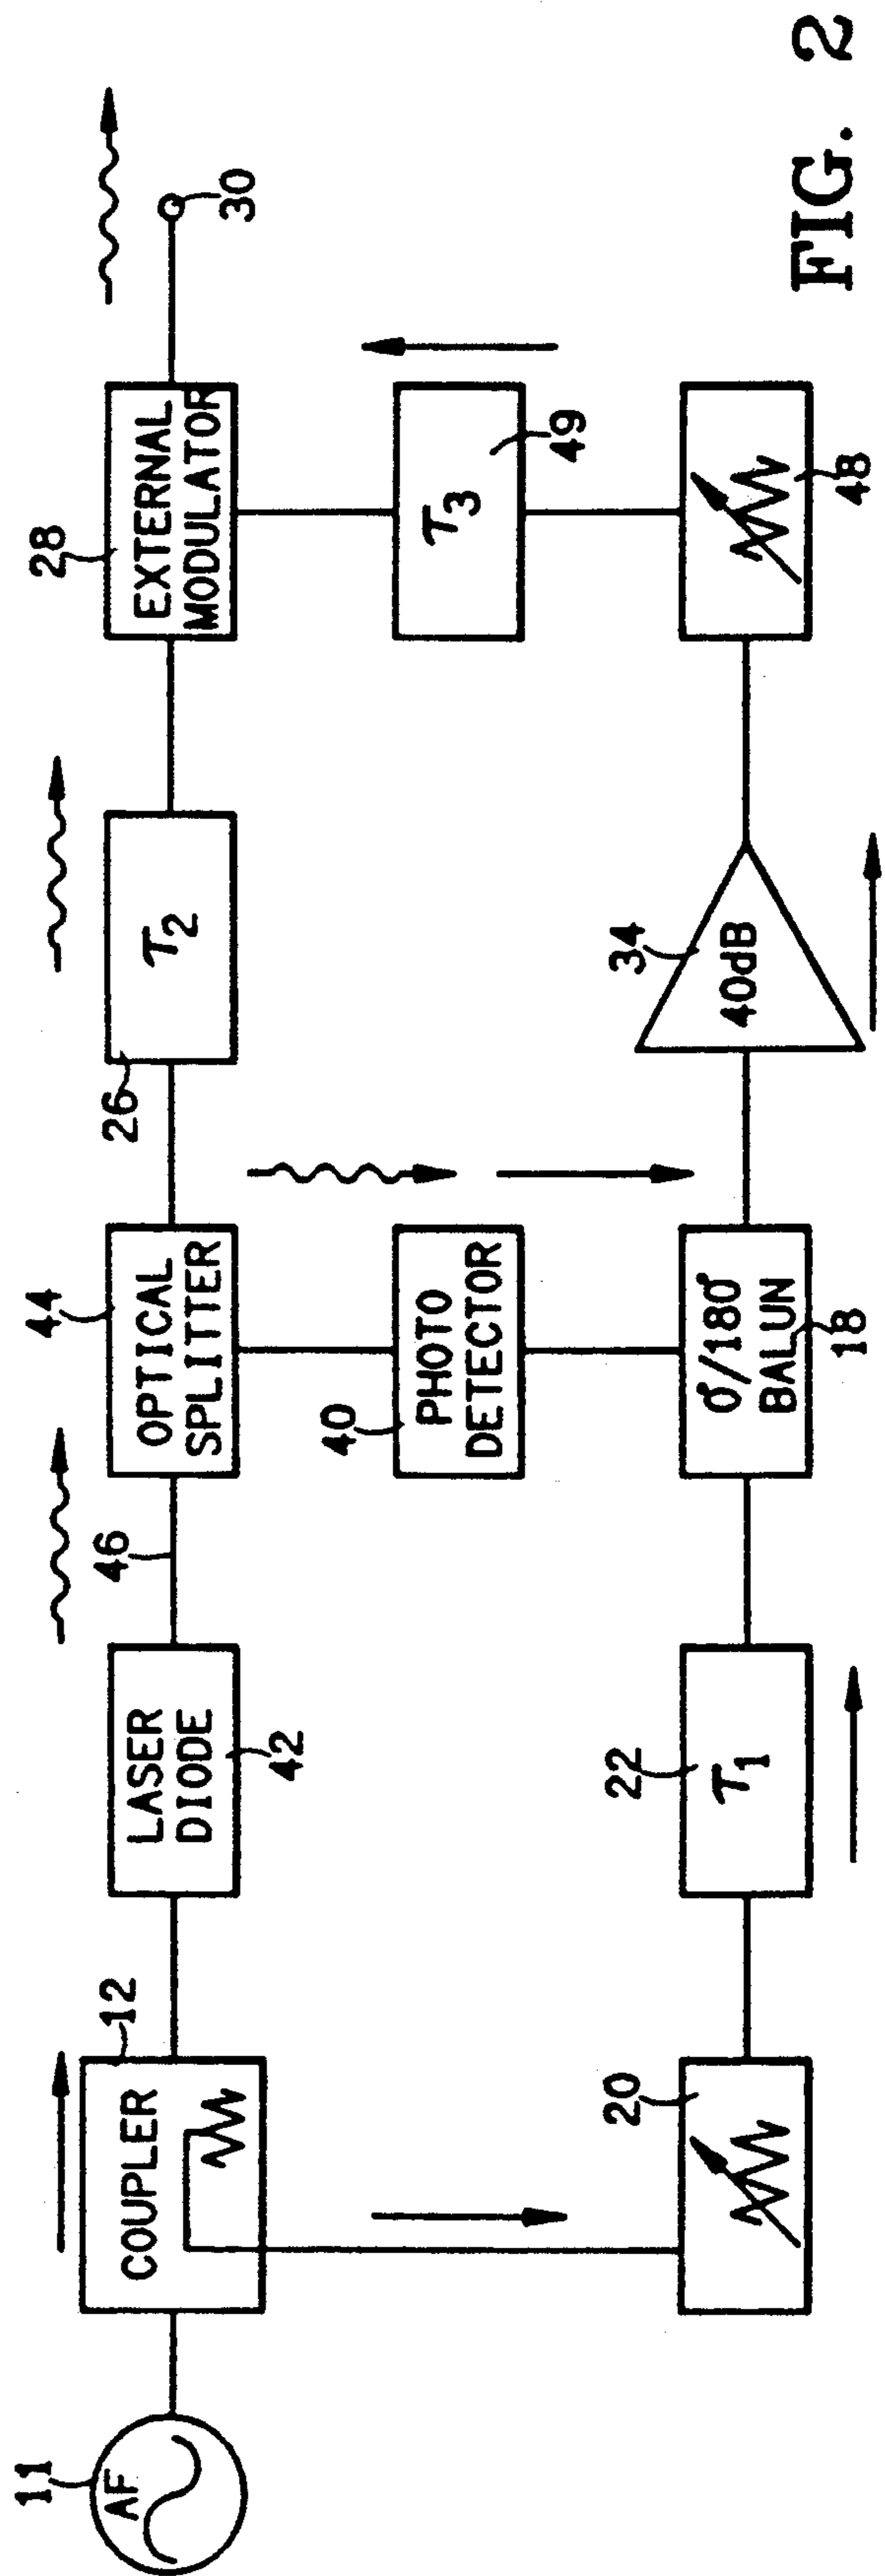 11
AF
COUPLER
12
LASER
DIODE
42
46
OPTICAL
SPLITTER
44
26
τ2
EXTERNAL
MODULATOR
28
30
40
PHOTO
DETECTOR
τ3
49
20
22
τ1
0°/180°
BALUN
18
34
40dB
48
FIG. 2